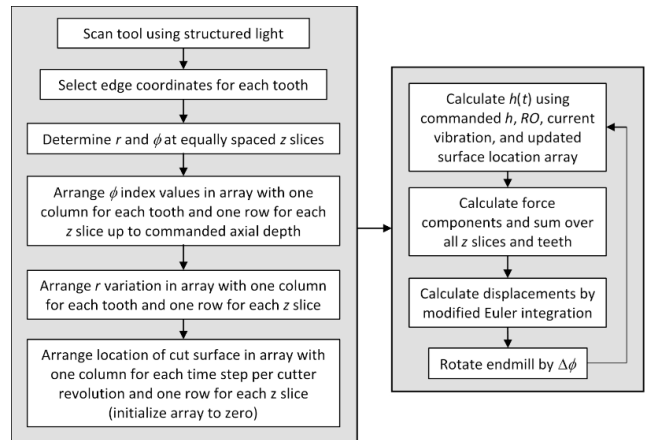 Scan tool using structured light
Select edge coordinates for each tooth
Determine r and ϕ at equally spaced z slices
Arrange ϕ index values in array with one
column for each tooth and one row for each
z slice up to commanded axial depth
Arrange r variation in array with one column
for each tooth and one row for each z slice
Arrange location of cut surface in array with
one column for each time step per cutter
revolution and one row for each z slice
(initialize array to zero)
Calculate h(t) using
commanded h, RO, current
vibration, and updated
surface location array
Calculate force
components and sum over
all z slices and teeth
Calculate displacements by
modified Euler integration
Rotate endmill by Δϕ